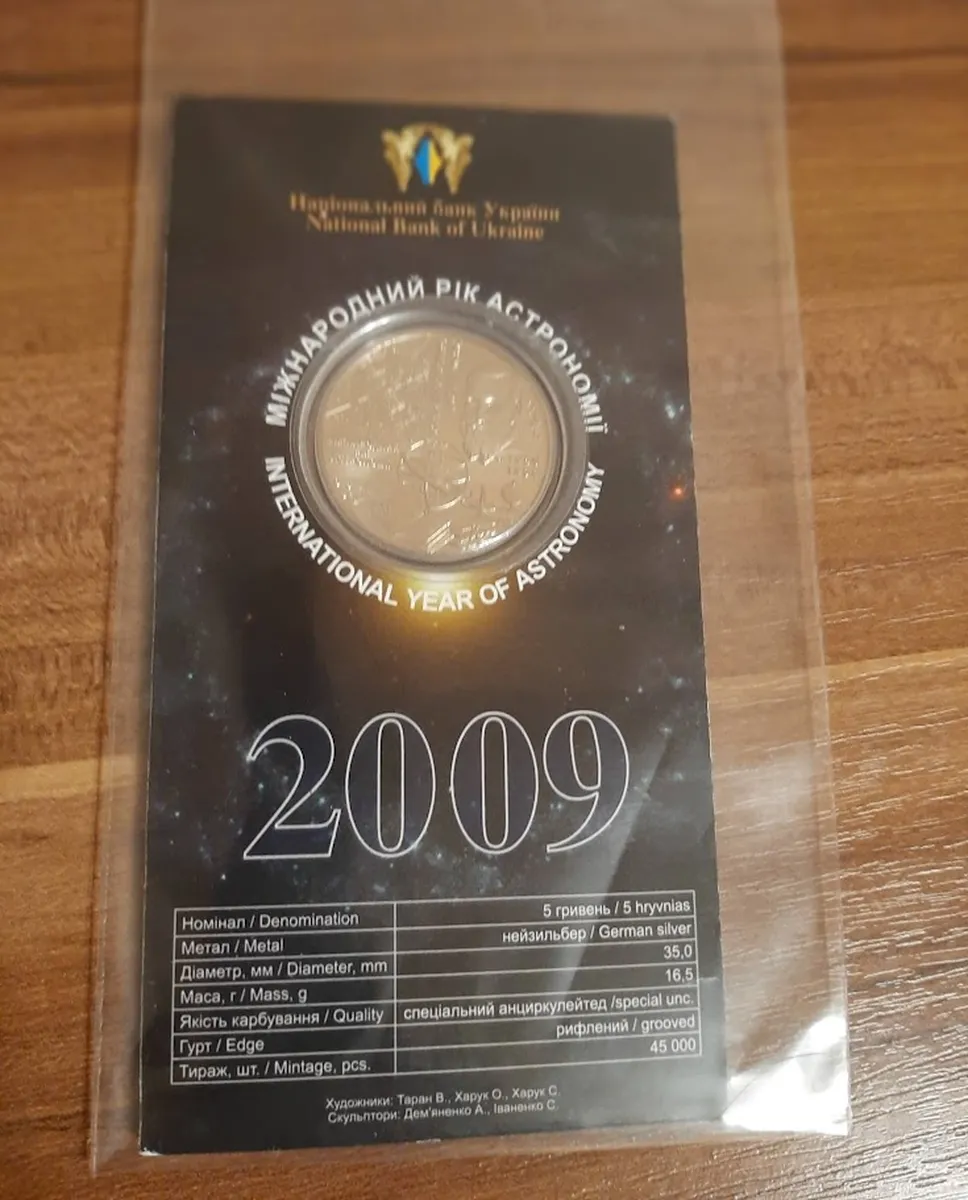 Національний банк України
National Bank of Ukraine
МІЖНАРОДНИЙ РІК АСТРОНОМІЇ
INTERNATIONAL YEAR OF ASTRONOMY
2009
Номінал / Denomination 5 гривень / 5 hryvnias
Метал / Metal нейзильбер / German silver
Діаметр, мм / Diameter, mm 35,0
Маса, г / Mass, g 16,5
Якість карбування / Quality спеціальний анциркулейтед /special unc.
Гурт / Edge рифлений / grooved
Тираж, шт. / Mintage, pcs. 45 000
Художники: Таран В., Харук О., Харук С.
Скульптори: Дем'яненко А., Іваненко С.